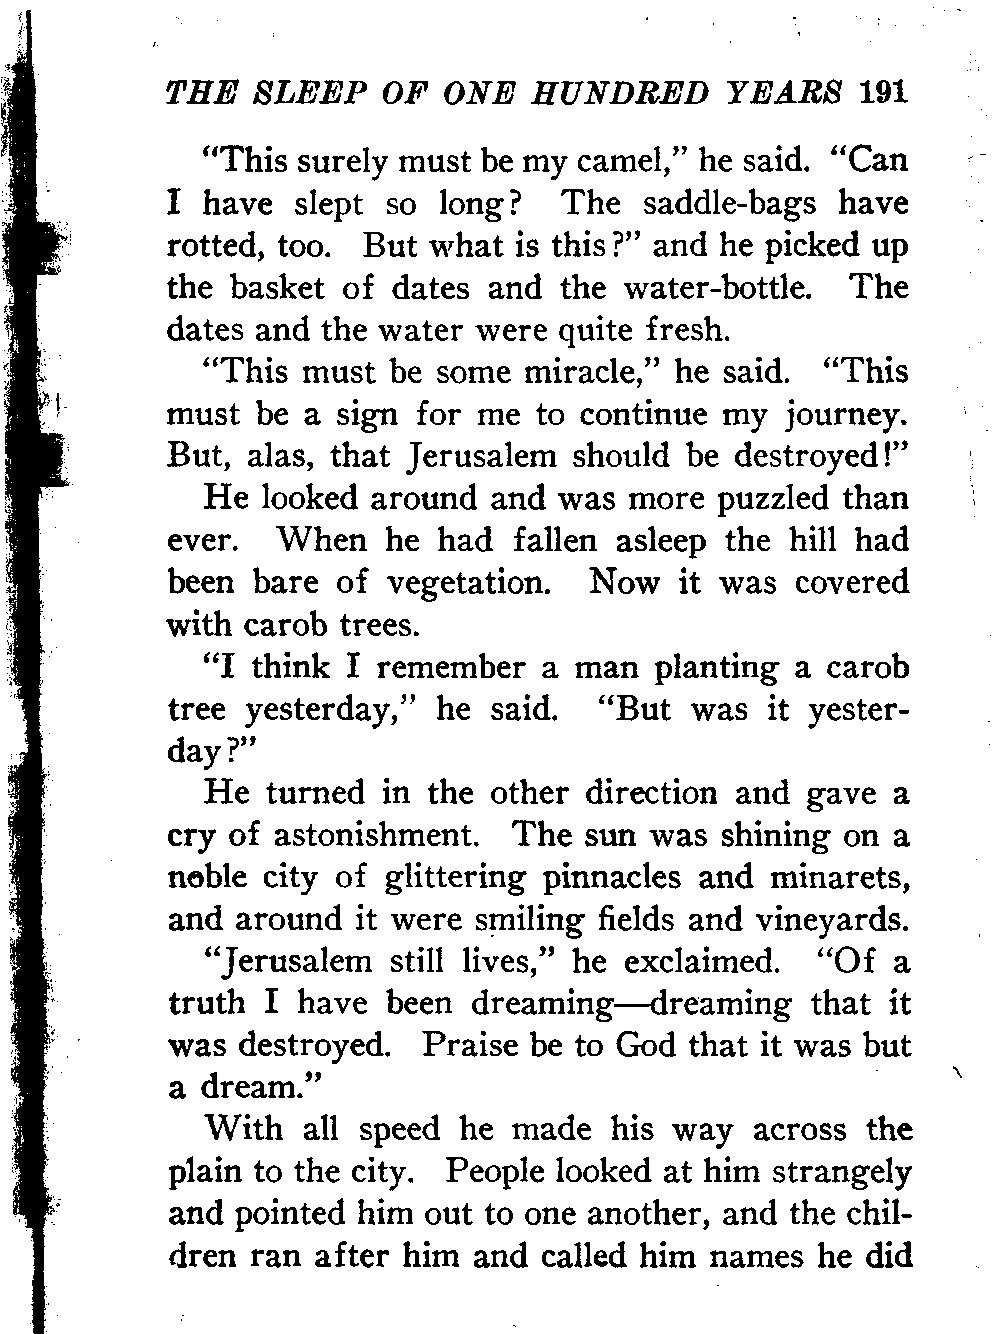 THE SLEEP OF ONE HUNDRED YEARS 191
"This surely must be my camel," he said. "Can
I have slept so long? The saddle-bags have
rotted, too. But what is this?" and he picked up
the basket of dates and the water-bottle. The
dates and the water were quite fresh.
"This must be some miracle," he said. "This
must be a sign for me to continue my journey.
But, alas, that Jerusalem should be destroyed!"
He looked around and was more puzzled than
ever. When he had fallen asleep the hill had
been bare of vegetation. Now it was covered
with carob trees.
"I think I remember a man planting a carob
tree yesterday," he said. "But was it yester-
day?"
He turned in the other direction and gave a
cry of astonishment. The sun was shining on a
noble city of glittering pinnacles and minarets,
and around it were smiling fields and vineyards.
"Jerusalem still lives," he exclaimed. "Of a
truth I have been dreaming—dreaming that it
was destroyed. Praise be to God that it was but
a dream."
With all speed he made his way across the
plain to the city. People looked at him strangely
and pointed him out to one another, and the chil-
dren ran after him and called him names he did